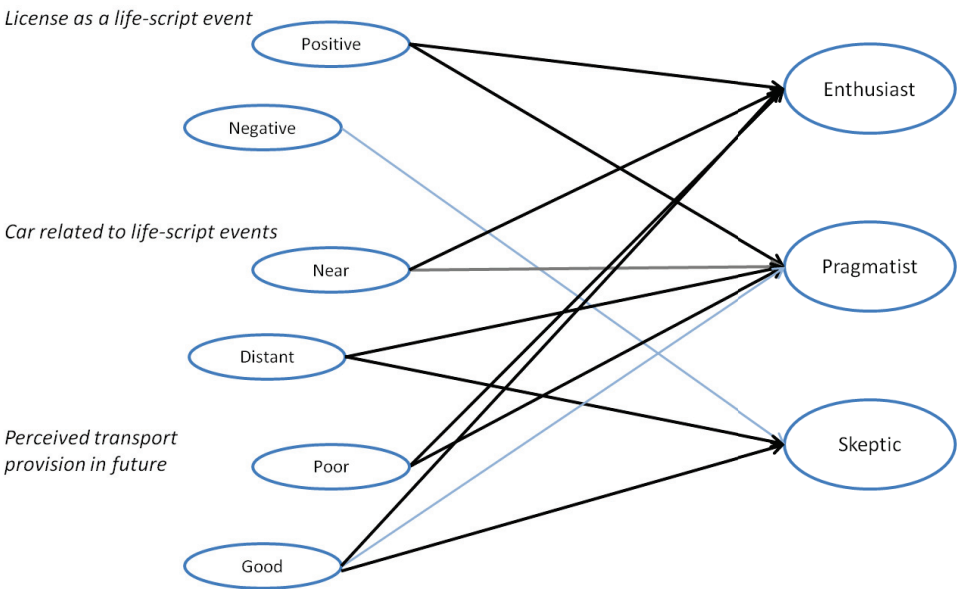 License as a life-script event
Positive
Enthusiast
Negative
Car related to life-script events
Near
Pragmatist
Distant
Perceived transport
provision in future
Poor
Skeptic
Good